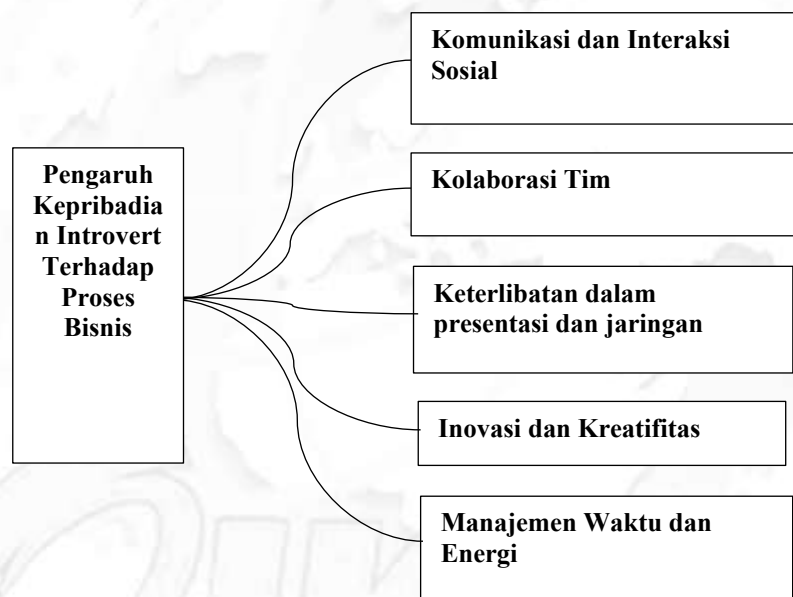 Komunikasi dan Interaksi
Sosial
Pengaruh
Kepribadia
n Introvert
Terhadap
Proses
Bisnis
Kolaborasi Tim
Keterlibatan dalam
presentasi dan jaringan
Inovasi dan Kreatifitas
Manajemen Waktu dan
Energi